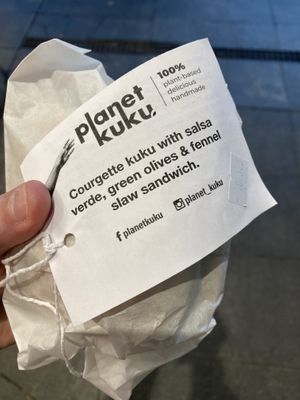 planet
kuku.
100%
plant-based
delicious
handmade
Courgette kuku with salsa
verde, green olives & fennel
slaw sandwich.
planetkuku
planet_kuku